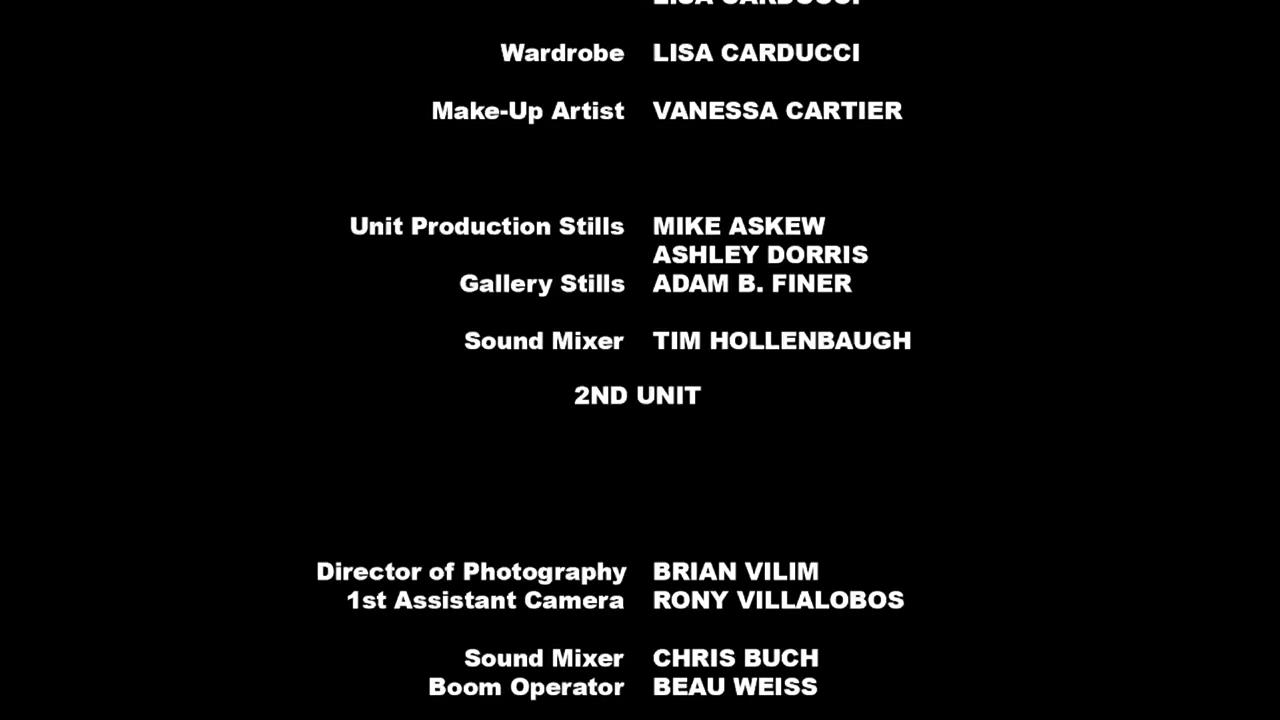 LISA CARDUCCI
Wardrobe LISA CARDUCCI
Make-Up Artist VANESSA CARTIER
Unit Production Stills MIKE ASKEW
ASHLEY DORRIS
Gallery Stills ADAM B. FINER
Sound Mixer TIM HOLLENBAUGH
2ND UNIT
Director of Photography BRIAN VILIM
1st Assistant Camera RONY VILLALOBOS
Sound Mixer CHRIS BUCH
Boom Operator BEAU WEISS